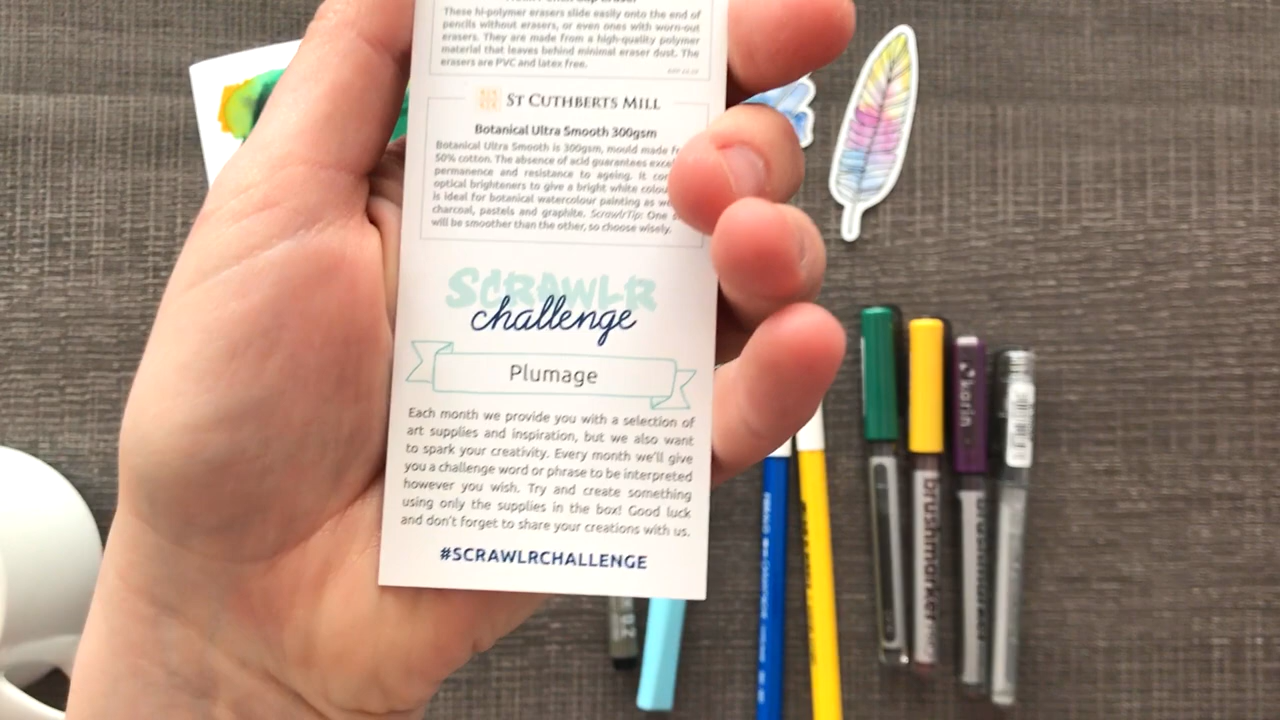 These hi-polymer erasers slide easily onto the end of
pencils without erasers, or even ones with worn-out
erasers. They are made from a high-quality polymer
material that leaves behind minimal eraser dust. The
erasers are PVC and latex free.
ST CUTHBERTS MILL
Botanical Ultra Smooth 300gsm
Botanical Ultra Smooth is 300gsm, mould made
50% cotton. The absence of acid guarantees
permanence and resistance to ageing. It
optical brighteners to give a bright white
is ideal for botanical watercolour painting as
charcoal, pastels and graphite. ScrawlrTip: One
will be smoother than the other, so choose wisely.
SCRAWLR
challenge
Plumage
Each month we provide you with a selection of
art supplies and inspiration, but we also want
to spark your creativity. Every month we'll give
you a challenge word or phrase to be interpreted
however you wish. Try and create something
using only the supplies in the box! Good luck
and don't forget to share your creations with us.
#SCRAWLRCHALLENGE
karin
brushmarker
brushmarker
0.2